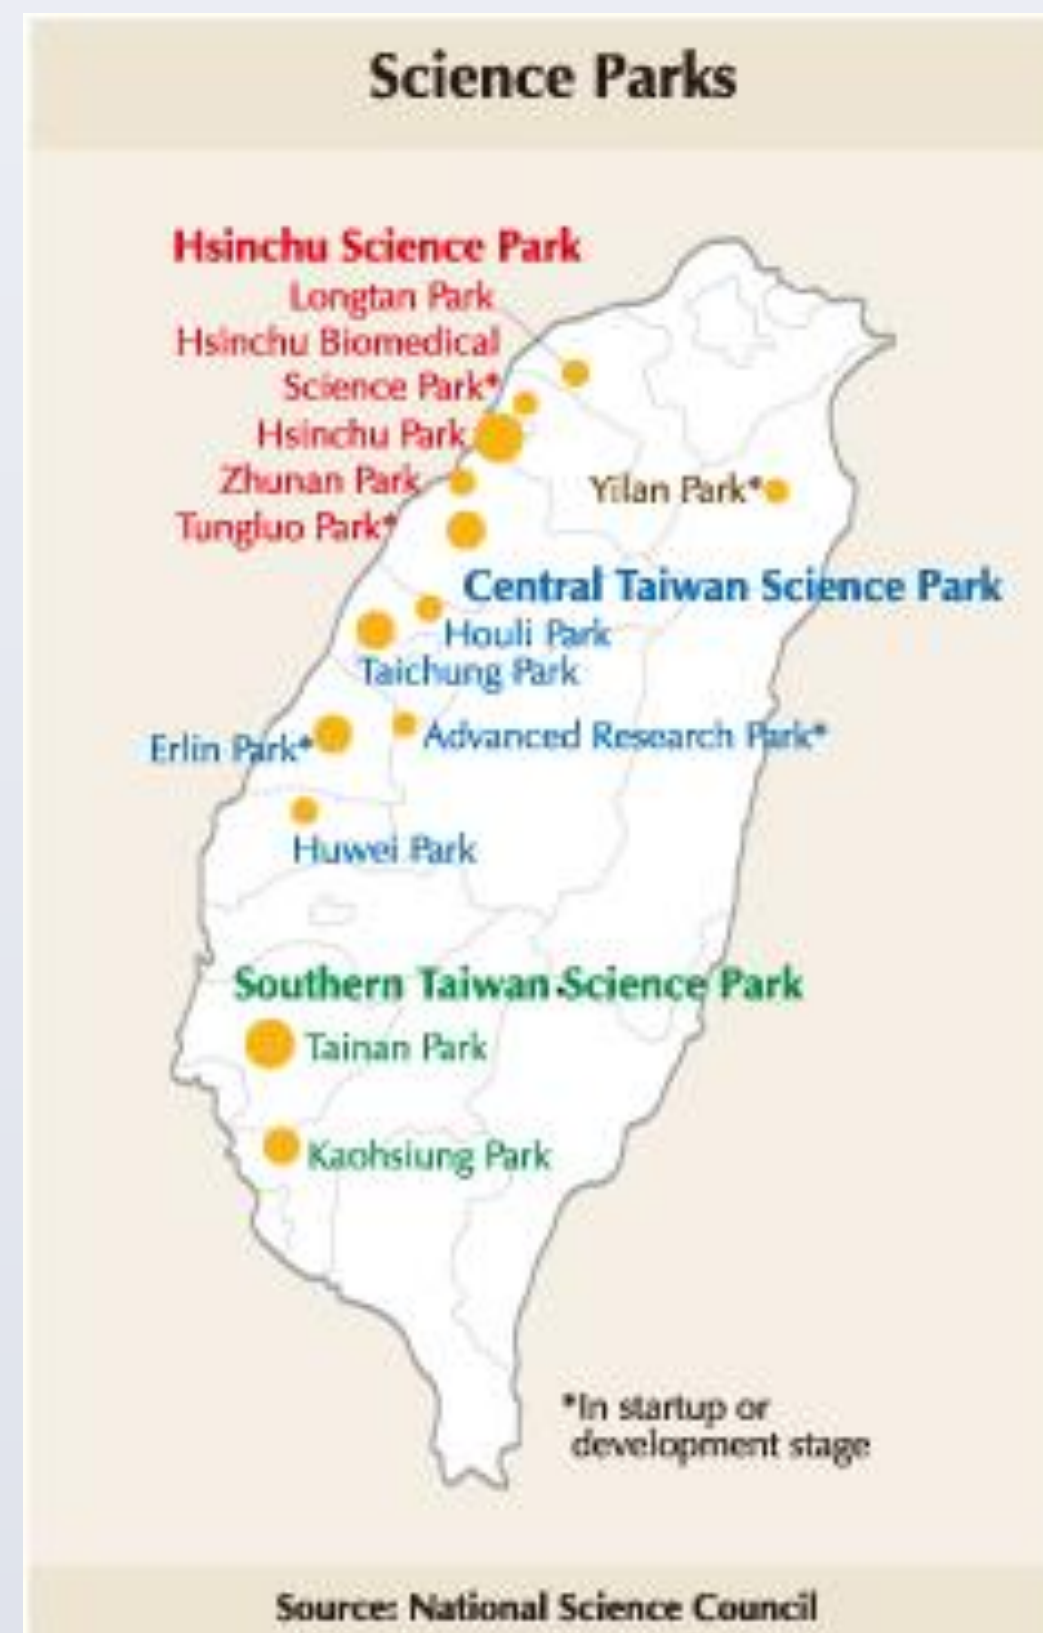 Science Parks
Hsinchu Science Park
Longtan Park
Hsinchu Biomedical
Science Park*
Hsinchu Park
Zhunan Park
Yilan Park*
Tungluo Park*
Central Taiwan Science Park
Houli Park
Taichung Park
Erlin Park*
Advanced Research Park*
Huwei Park
Southern Taiwan Science Park
Tainan Park
Kaohsiung Park
*In startup or
development stage
Source: National Science Council